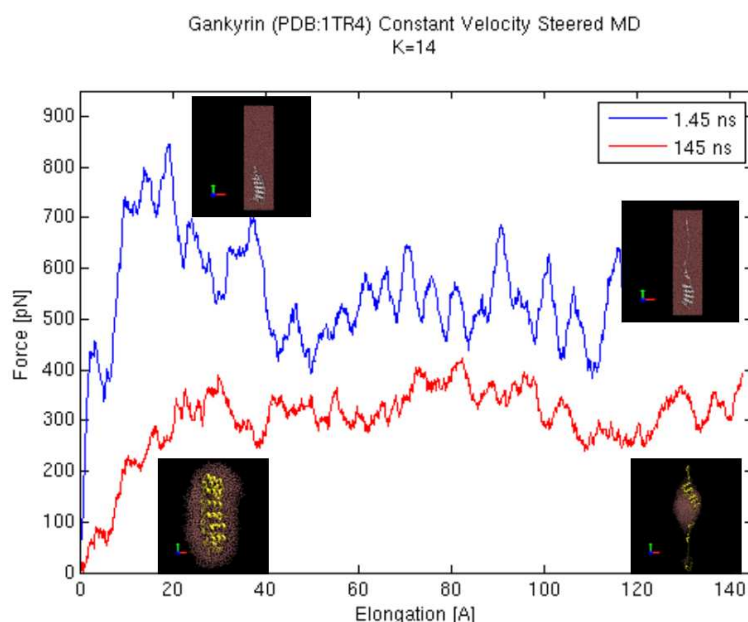 Gankyrin (PDB:1TR4) Constant Velocity Steered MD
K=14
900
800
700
600
500
400
300
200
100
0
Force [pN]
1.45 ns
145 ns
0 20 40 60 80 100 120 140
Elongation [A]